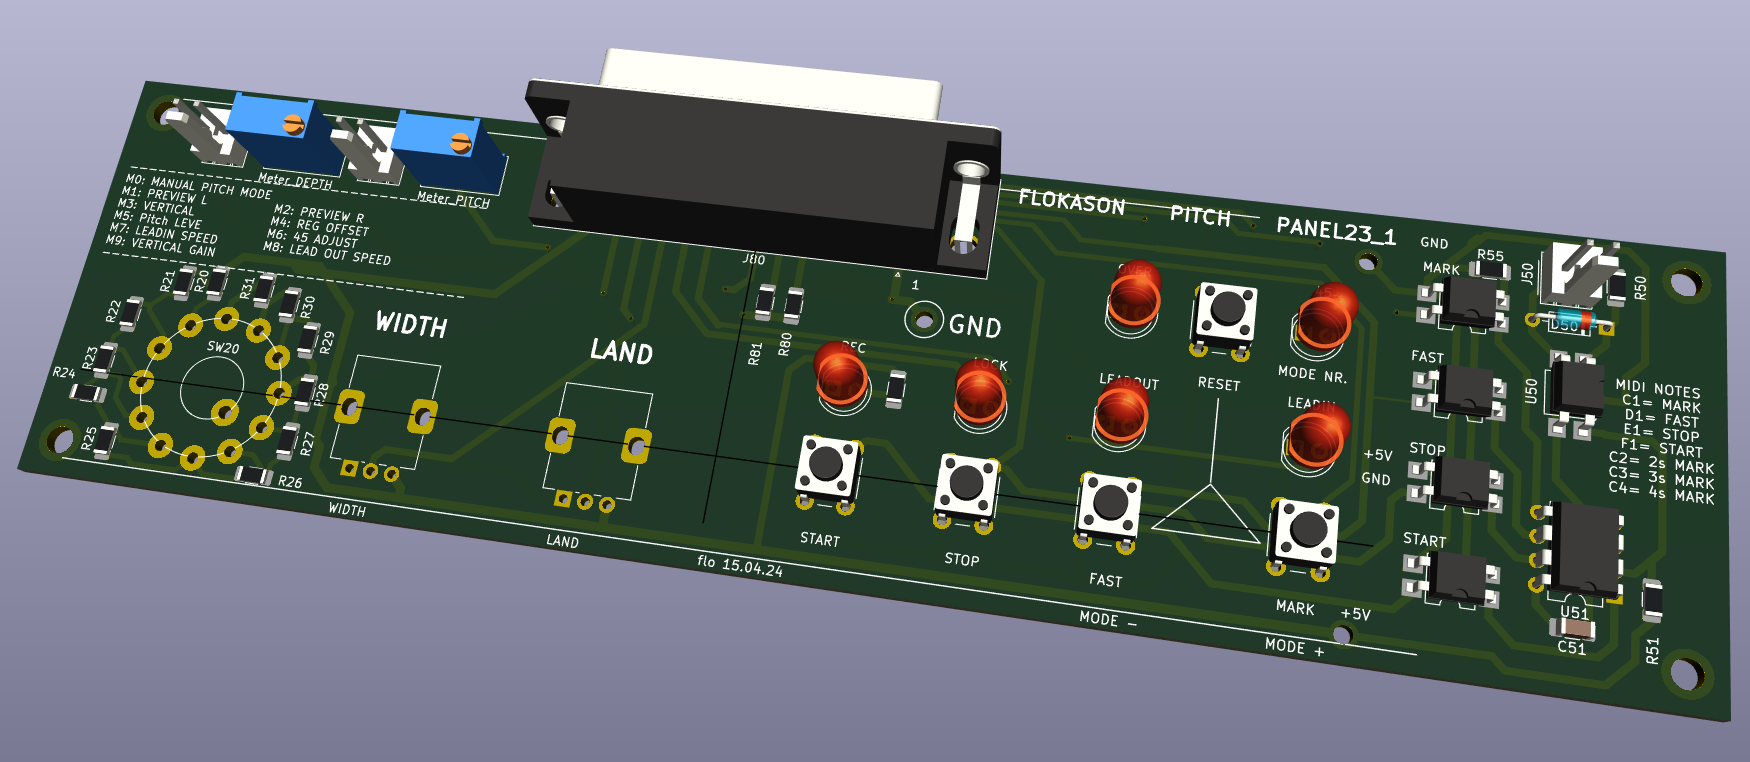 Meter DEPTH
Meter PITCH
M0: MANUAL PITCH MODE
M1: PREVIEW L
M3: VERTICAL
M5: Pitch LEVE
M7: LEADIN SPEED
M9: VERTICAL GAIN
M2: PREVIEW R
M4: REG OFFSET
M6: 45 ADJUST
M8: LEAD OUT SPEED
FLOKASON PITCH PANEL23_1
J80
1
GND
R81
R80
R21
R20
R31
R30
R22
R29
R23
R24
R28
R25
R27
R26
SW20
WIDTH
LAND
WIDTH
LAND
flo 15.04.24
LEADOUT
RESET
MODE NR.
START
STOP
FAST
MARK
+5V
GND
+5V
MODE -
MODE +
GND
MARK
R55
J50
R50
D50
FAST
U50
STOP
START
MIDI NOTES
C1= MARK
D1= FAST
E1= STOP
F1= START
C2= 2s MARK
C3= 3s MARK
C4= 4s MARK
U51
C51
R51